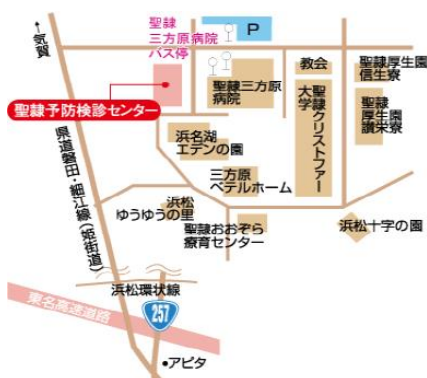 聖隷
三方原病院
バス停
P
←気賀
教会
聖隷厚生園
信生寮
聖隷三方原
病院
聖隷クリストファー
大学
聖隷
厚生園
讃栄寮
聖隷予防検診センター
浜名湖
エデンの園
県道磐田・細江線(姫街道)
三方原
ベテルホーム
浜松
ゆうゆうの里
聖隷おおぞら
療育センター
浜松十字の園
浜松環状線
東名高速道路
257
アピタ